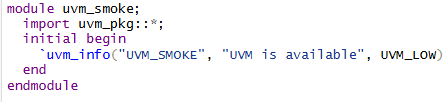 module uvm_smoke;
  import uvm_pkg::*;
  initial begin
    `uvm_info("UVM_SMOKE", "UVM is available", UVM_LOW)
  end
endmodule